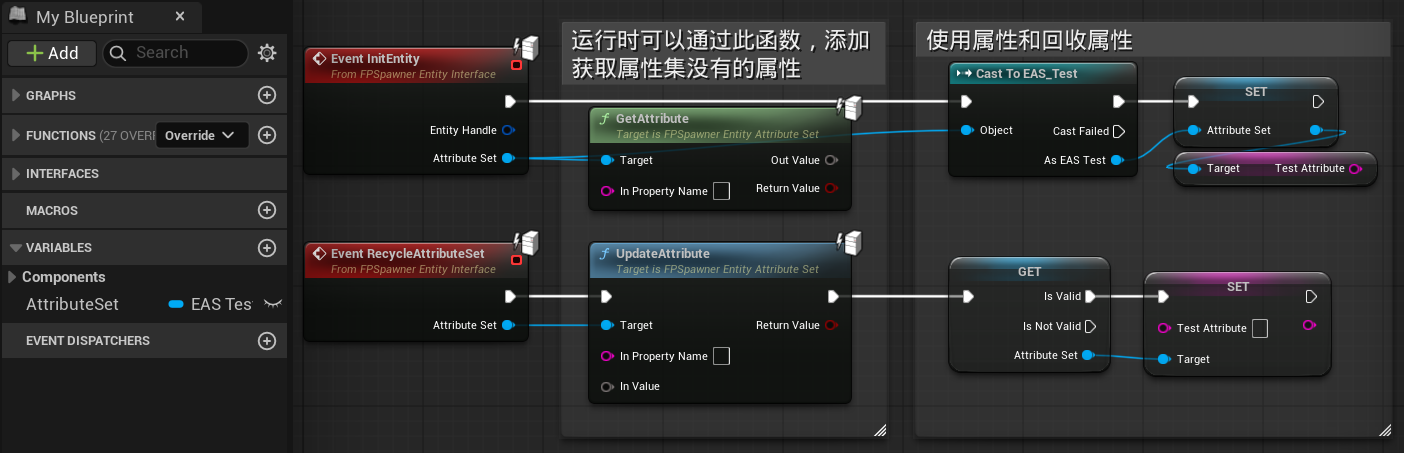 My Blueprint
Add
Search
GRAPHS
FUNCTIONS (27 OVERR
Override
INTERFACES
MACROS
VARIABLES
Components
AttributeSet
EAS Tes
EVENT DISPATCHERS
Event InitEntity
From FPSpawner Entity Interface
Entity Handle
Attribute Set
运行时可以通过此函数，添加
获取属性集没有的属性
GetAttribute
Target is FPSpawner Entity Attribute Set
Target
Out Value
In Property Name
Return Value
使用属性和回收属性
Cast To EAS_Test
Object
Cast Failed
As EAS Test
SET
Attribute Set
Target
Test Attribute
Event RecycleAttributeSet
From FPSpawner Entity Interface
Attribute Set
UpdateAttribute
Target is FPSpawner Entity Attribute Set
Target
Return Value
In Property Name
In Value
GET
Is Valid
Is Not Valid
Attribute Set
SET
Test Attribute
Target